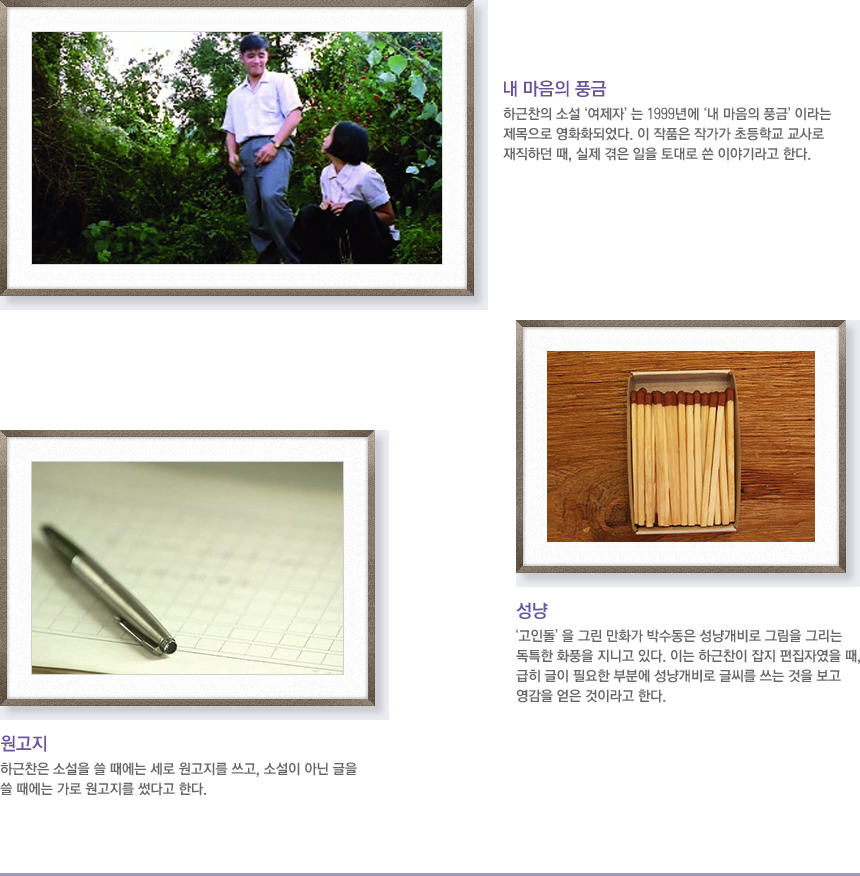 내 마음의 풍금
하근찬의 소설 ‘여제자’ 는 1999년에 ‘내 마음의 풍금’ 이라는
제목으로 영화화되었다. 이 작품은 작가가 초등학교 교사로
재직하던 때, 실제 겪은 일을 토대로 쓴 이야기라고 한다.
성냥
‘고인돌’ 을 그린 만화가 박수동은 성냥개비로 그림을 그리는
독특한 화풍을 지니고 있다. 이는 하근찬이 잡지 편집자였을 때,
급히 글이 필요한 부분에 성냥개비로 글씨를 쓰는 것을 보고
영감을 얻은 것이라고 한다.
원고지
하근찬은 소설을 쓸 때에는 세로 원고지를 쓰고, 소설이 아닌 글을
쓸 때에는 가로 원고지를 썼다고 한다.